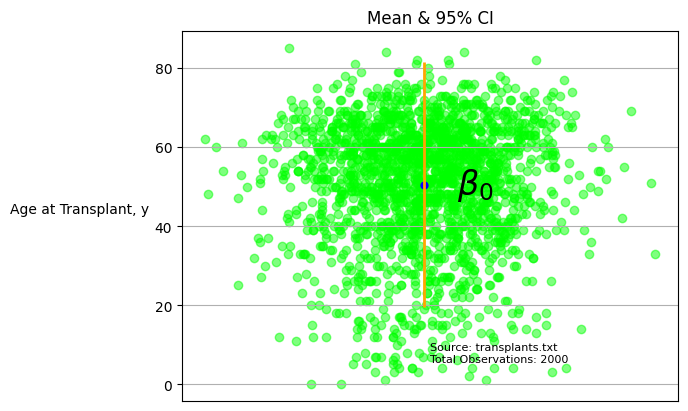 Mean & 95% CI
80
60
Age at Transplant, y
40
20
0
β0
Source: transplants.txt
Total Observations: 2000